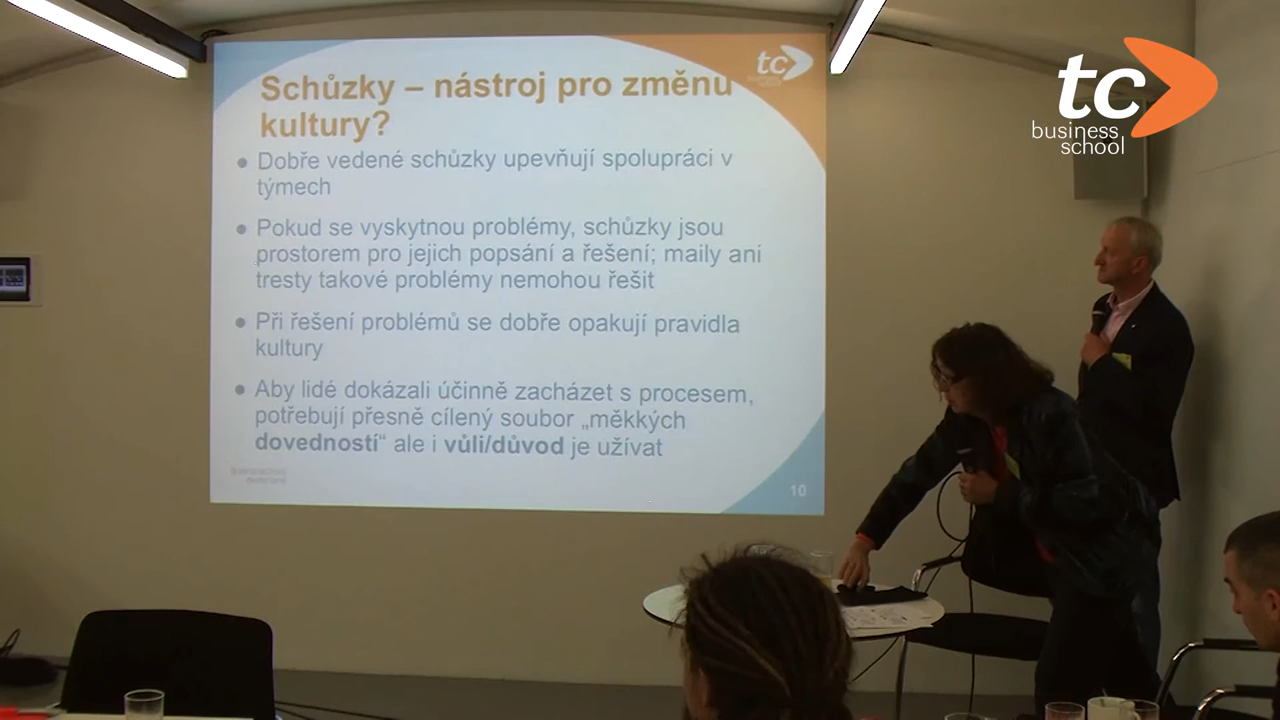 Schůzky – nástroj pro změnu
kultury?
tc
● Dobře vedené schůzky upevňují spolupráci v
týmech
● Pokud se vyskytnou problémy, schůzky jsou
prostorem pro jejich popsání a řešení; maily ani
tresty takové problémy nemohou řešit
● Při řešení problémů se dobře opakují pravidla
kultury
● Aby lidé dokázali účinně zacházet s procesem,
potřebují přesně cílený soubor „měkkých
dovedností“ ale i vůli/důvod je užívat
10
tc
business
school